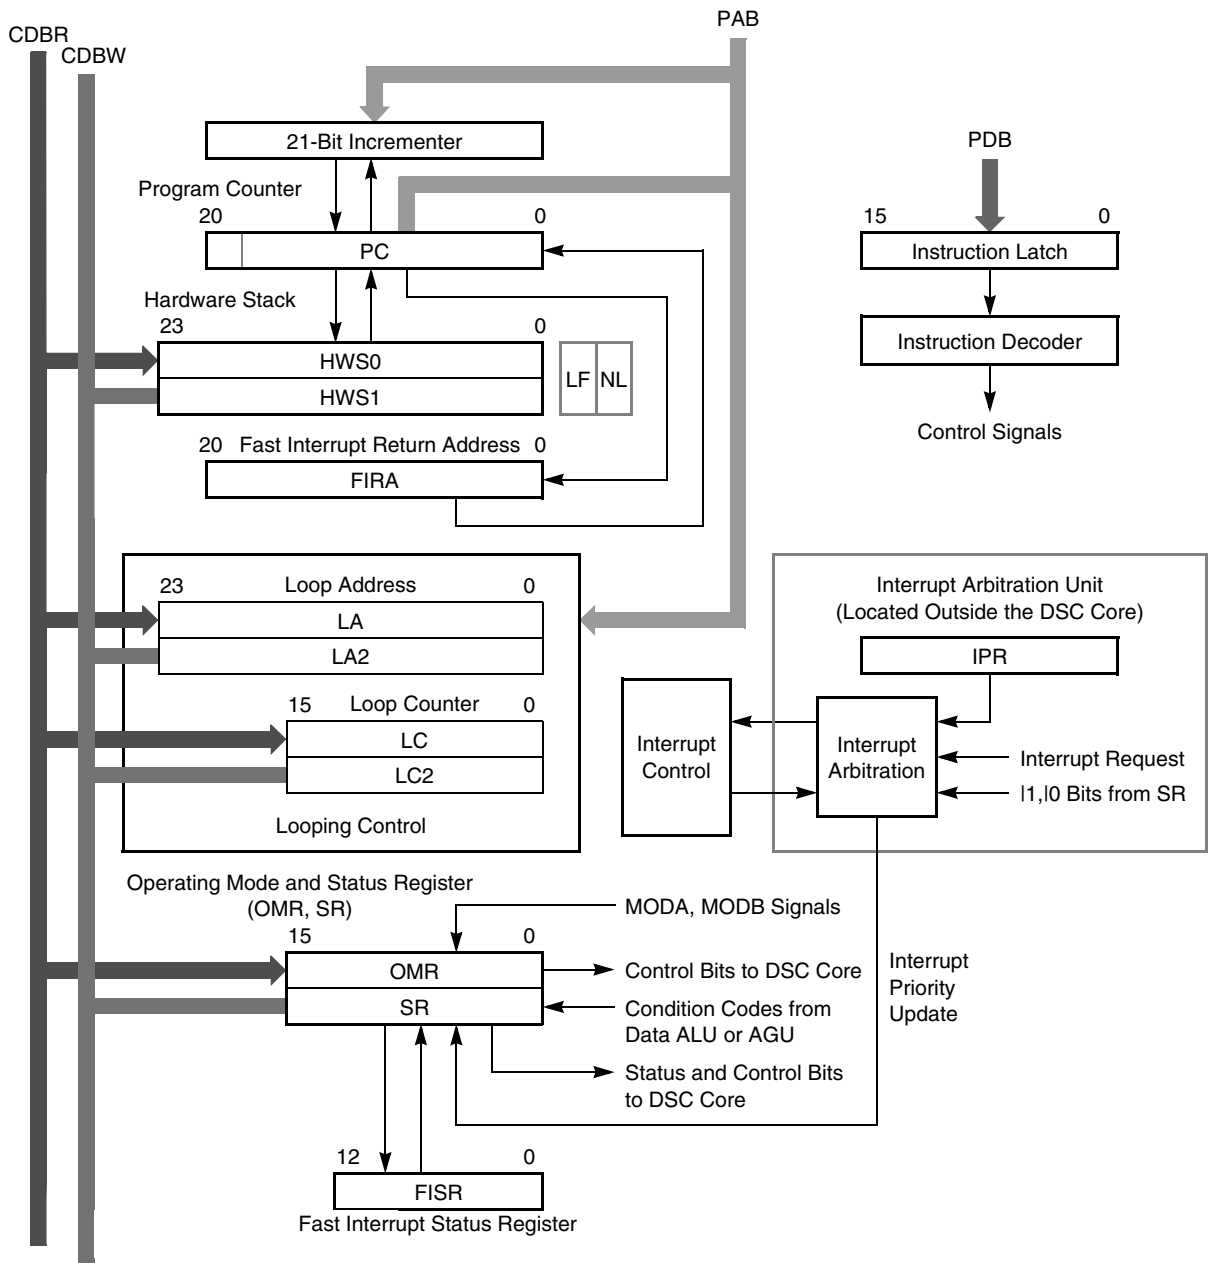 CDBR
CDBW
PAB
21-Bit Incrementer
PDB
Program Counter
20 0
15 0
PC
Instruction Latch
Hardware Stack
23 0
HWS0
LF NL
Instruction Decoder
HWS1
Control Signals
20 Fast Interrupt Return Address 0
FIRA
23 Loop Address 0
LA
LA2
15 Loop Counter 0
LC
LC2
Looping Control
Interrupt Arbitration Unit
(Located Outside the DSC Core)
IPR
Interrupt
Control
Interrupt
Arbitration
Interrupt Request
I1,I0 Bits from SR
Operating Mode and Status Register
(OMR, SR)
15 0
MODA, MODB Signals
OMR
Control Bits to DSC Core
SR
Condition Codes from
Data ALU or AGU
Status and Control Bits
to DSC Core
Interrupt
Priority
Update
12 0
FISR
Fast Interrupt Status Register